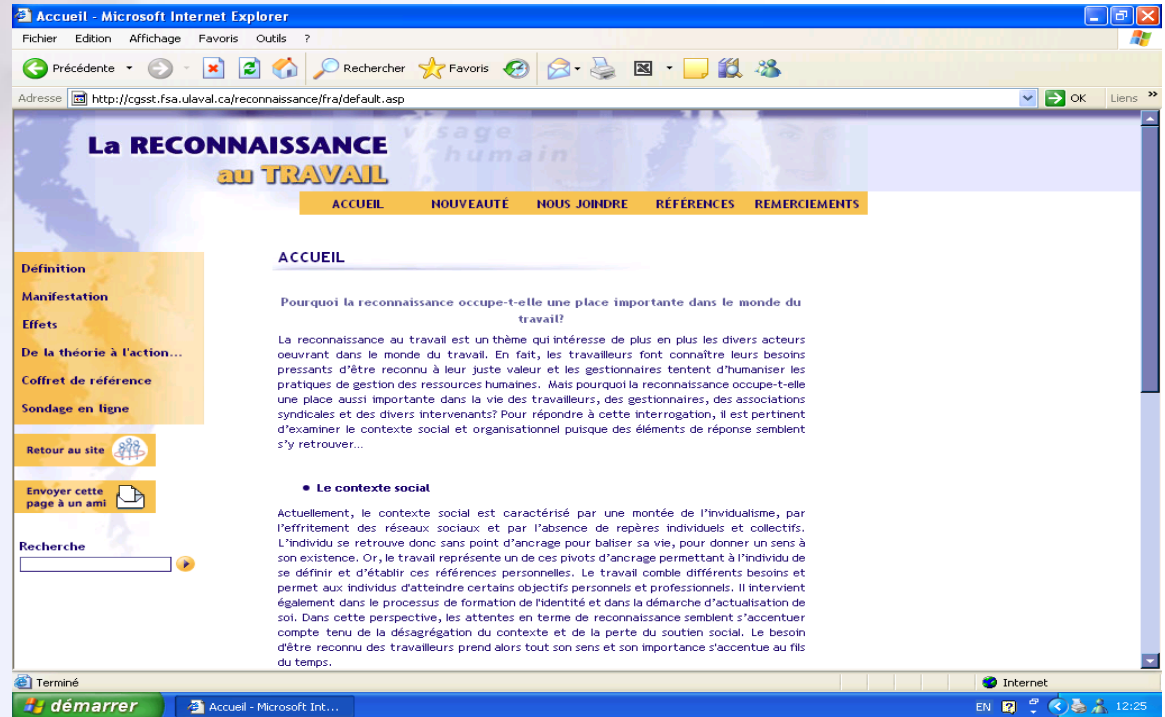 Accueil - Microsoft Internet Explorer
Fichier Edition Affichage Favoris Outils ?
Précédente Rechercher Favoris
Adresse http://cgsst.fsa.ulaval.ca/reconnaissance/fra/default.asp OK Liens »
visage
humain
La RECONNAISSANCE
au TRAVAIL
ACCUEIL NOUVEAUTÉ NOUS JOINDRE RÉFÉRENCES REMERCIEMENTS
Définition
Manifestation
Effets
De la théorie à l'action...
Coffret de référence
Sondage en ligne
Retour au site
Envoyer cette
page à un ami
Recherche
ACCUEIL
Pourquoi la reconnaissance occupe-t-elle une place importante dans le monde du
travail?
La reconnaissance au travail est un thème qui intéresse de plus en plus les divers acteurs
oeuvrant dans le monde du travail. En fait, les travailleurs font connaître leurs besoins
pressants d'être reconnu à leur juste valeur et les gestionnaires tentent d'humaniser les
pratiques de gestion des ressources humaines. Mais pourquoi la reconnaissance occupe-t-elle
une place aussi importante dans la vie des travailleurs, des gestionnaires, des associations
syndicales et des divers intervenants? Pour répondre à cette interrogation, il est pertinent
d'examiner le contexte social et organisationnel puisque des éléments de réponse semblent
s'y retrouver...
• Le contexte social
Actuellement, le contexte social est caractérisé par une montée de l'invidualisme, par
l'effritement des réseaux sociaux et par l'absence de repères individuels et collectifs.
L'individu se retrouve donc sans point d'ancrage pour baliser sa vie, pour donner un sens à
son existence. Or, le travail représente un de ces pivots d'ancrage permettant à l'individu de
se définir et d'établir ces références personnelles. Le travail comble différents besoins et
permet aux individus d'atteindre certains objectifs personnels et professionnels. Il intervient
également dans le processus de formation de l'identité et dans la démarche d'actualisation de
soi. Dans cette perspective, les attentes en terme de reconnaissance semblent s'accentuer
compte tenu de la désagrégation du contexte et de la perte du soutien social. Le besoin
d'être reconnu des travailleurs prend alors tout son sens et son importance s'accentue au fils
du temps.
Terminé Internet
démarrer Accueil - Microsoft Int... EN 12:25